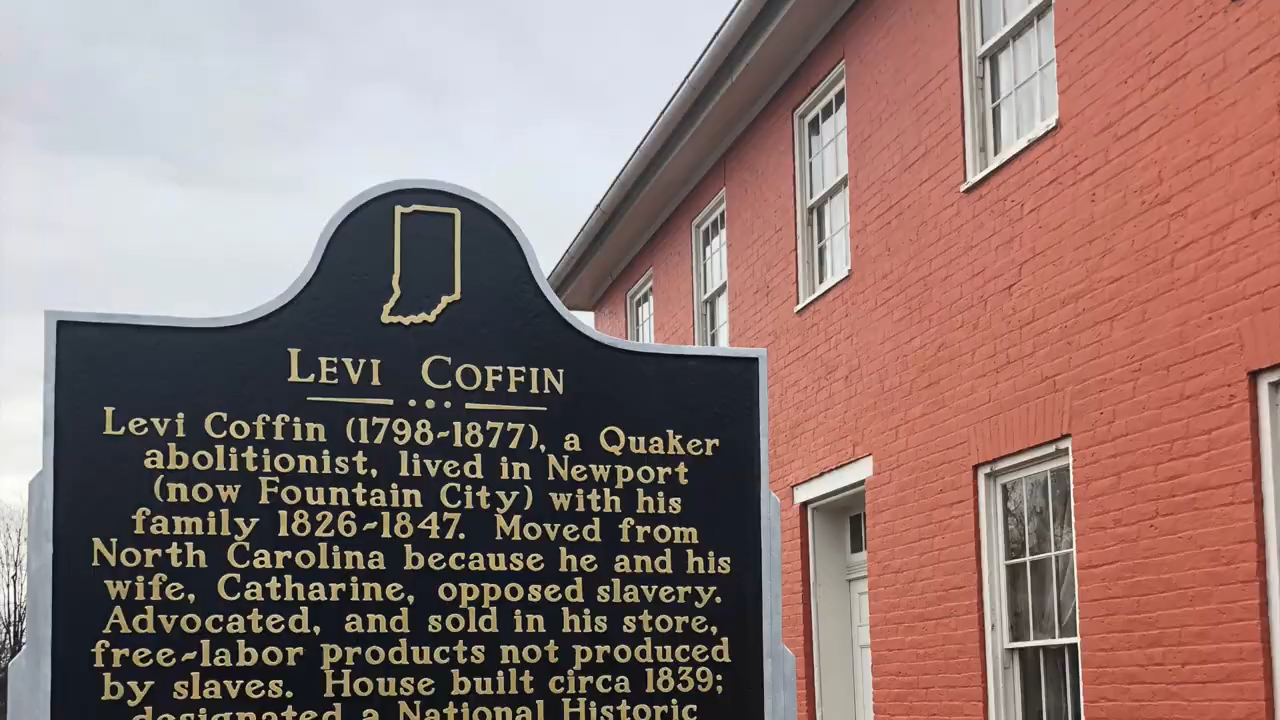 LEVI COFFIN
Levi Coffin (1798-1877), a Quaker
abolitionist, lived in Newport
(now Fountain City) with his
family 1826-1847. Moved from
North Carolina because he and his
wife, Catharine, opposed slavery.
Advocated, and sold in his store,
free-labor products not produced
by slaves. House built circa 1839;
designated a National Historic